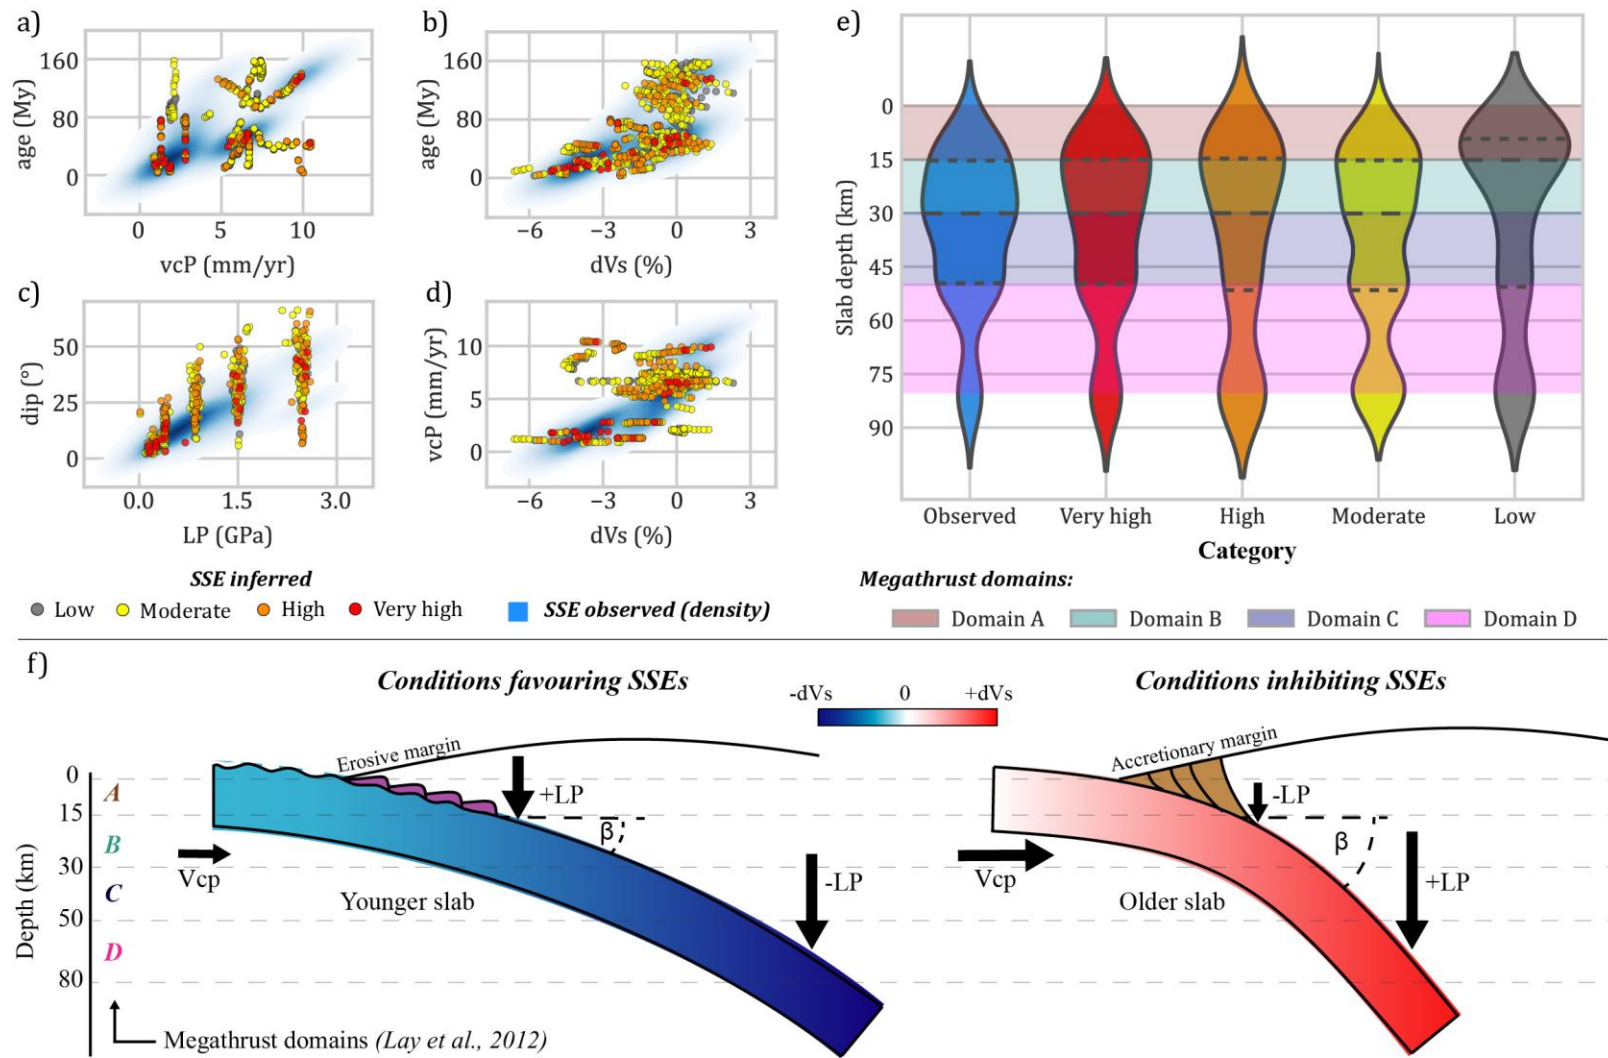 a)
age (My)
160
80
0
0
5
10
vcP (mm/yr)
b)
age (My)
160
80
0
−6
−3
0
3
dVs (%)
c)
dip (°)
50
25
0
0.0
1.5
3.0
LP (GPa)
d)
vcP (mm/yr)
10
5
0
−6
−3
0
3
dVs (%)
e)
Slab depth (km)
0
15
30
45
60
75
90
Observed
Very high
High
Moderate
Low
Category
SSE inferred
Low
Moderate
High
Very high
SSE observed (density)
Megathrust domains:
Domain A
Domain B
Domain C
Domain D
f)
Conditions favouring SSEs
-dVs
0
+dVs
Conditions inhibiting SSEs
Depth (km)
0
15
30
50
80
A
B
C
D
Erosive margin
+LP
β
Vcp
-LP
Younger slab
Accretionary margin
-LP
β
Vcp
+LP
Older slab
Megathrust domains (Lay et al., 2012)